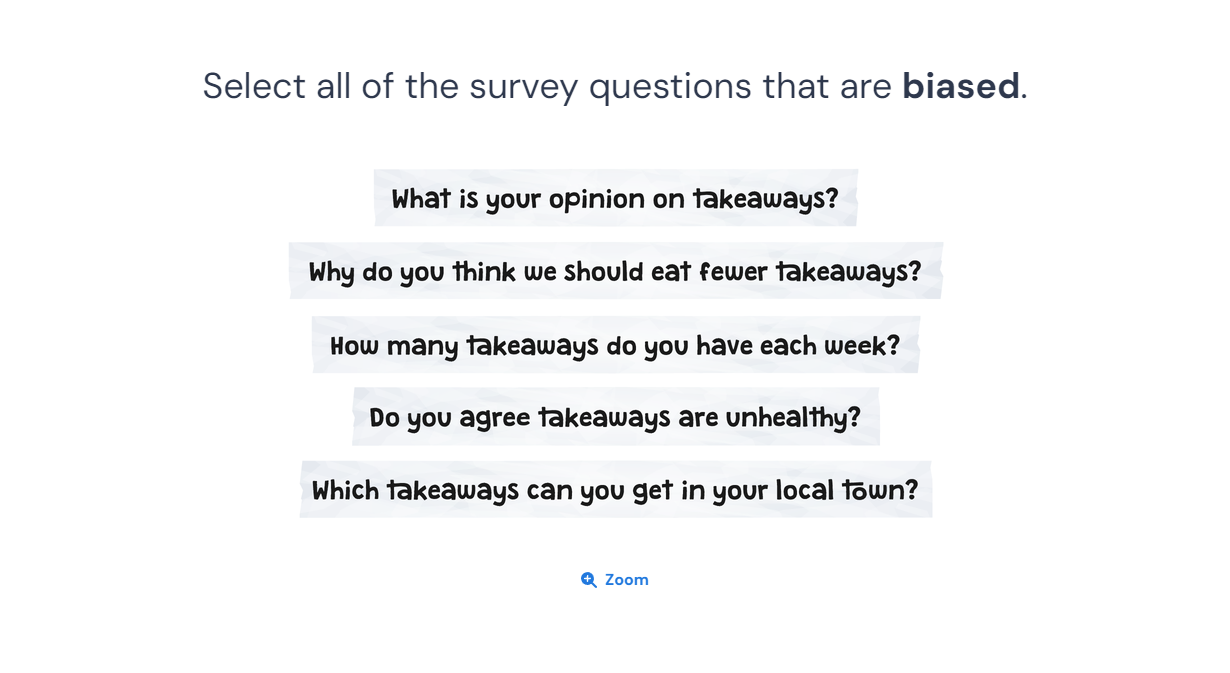 Select all of the survey questions that are biased.
What is your opinion on takeaways?
Why do you think we should eat fewer takeaways?
How many takeaways do you have each week?
Do you agree takeaways are unhealthy?
Which takeaways can you get in your local town?
Zoom